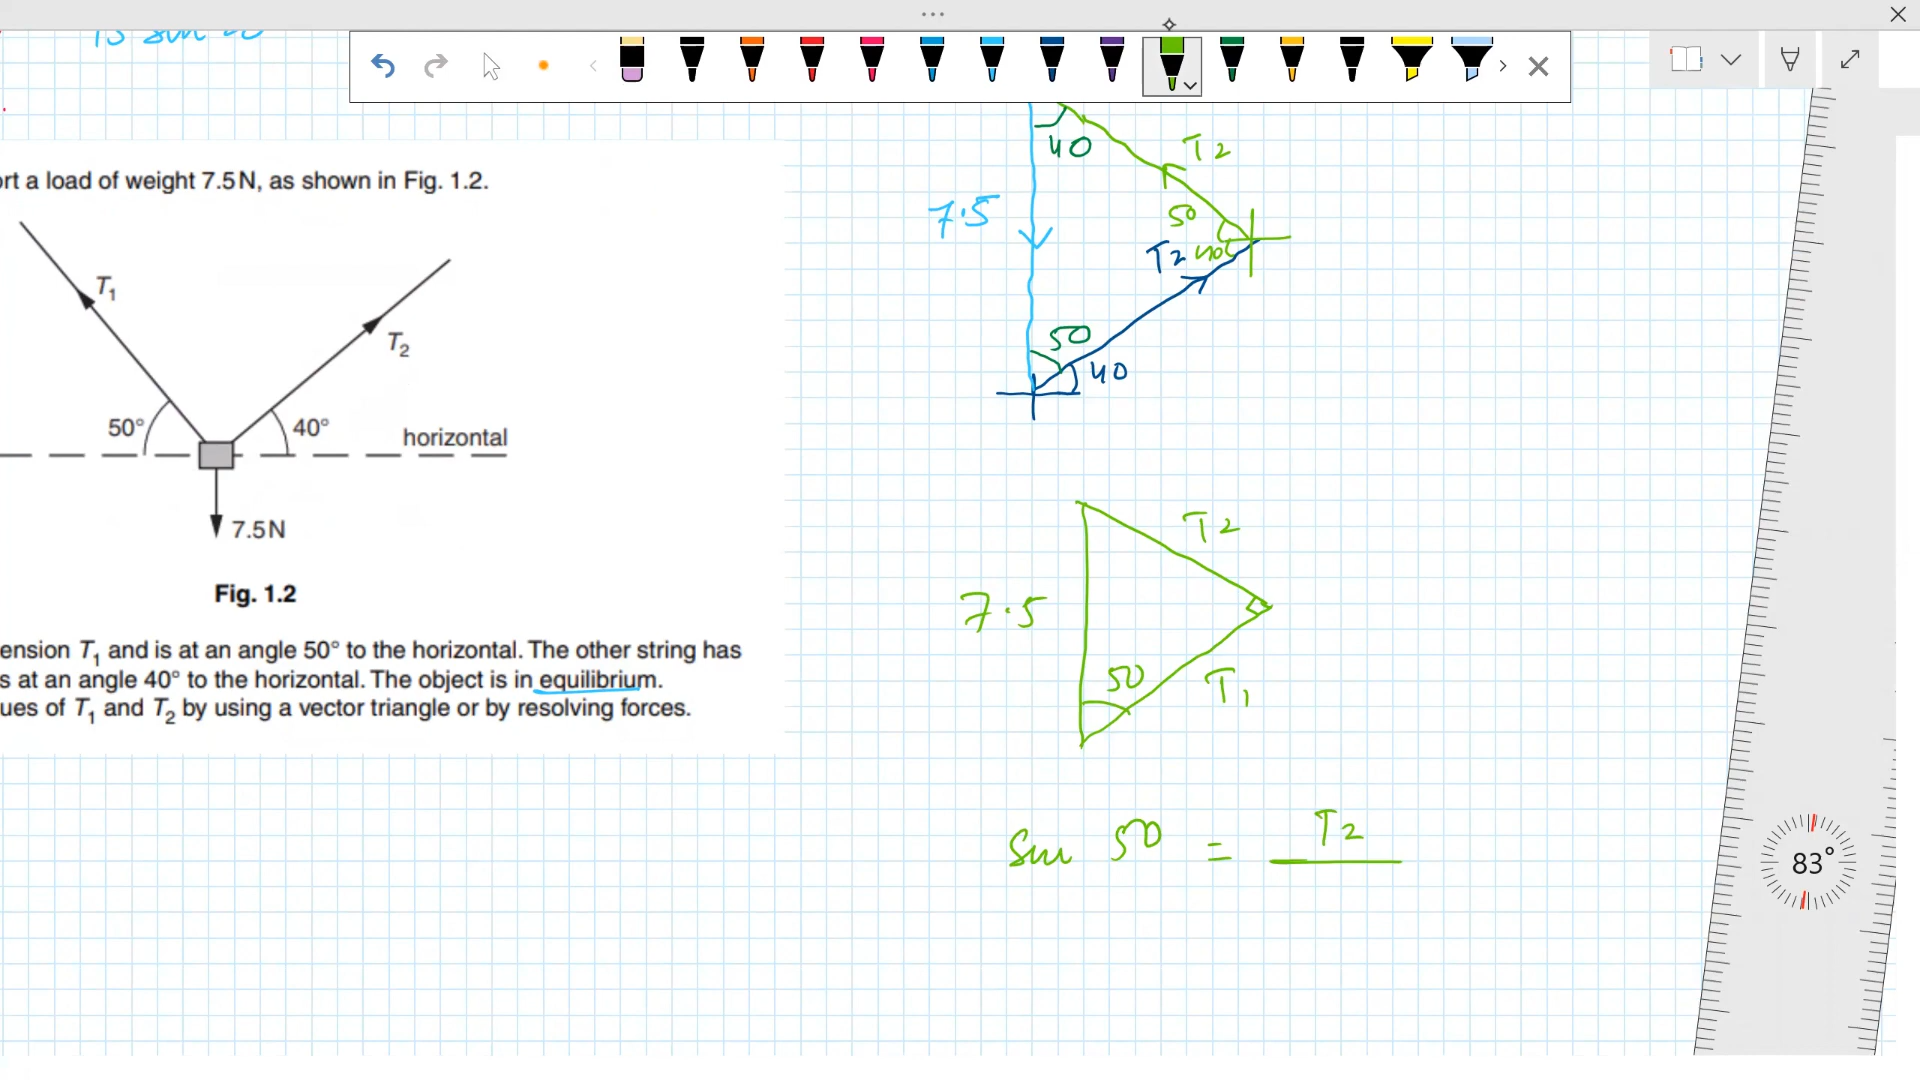 ort a load of weight 7.5 N, as shown in Fig. 1.2.
T1
T2
50°
40°
horizontal
7.5 N
Fig. 1.2
ension T1 and is at an angle 50° to the horizontal. The other string has
s at an angle 40° to the horizontal. The object is in equilibrium.
ues of T1 and T2 by using a vector triangle or by resolving forces.
40
T2
7.5
50
T2 40
50
40
T2
7.5
50
T1
Sin 50 = T2
83°